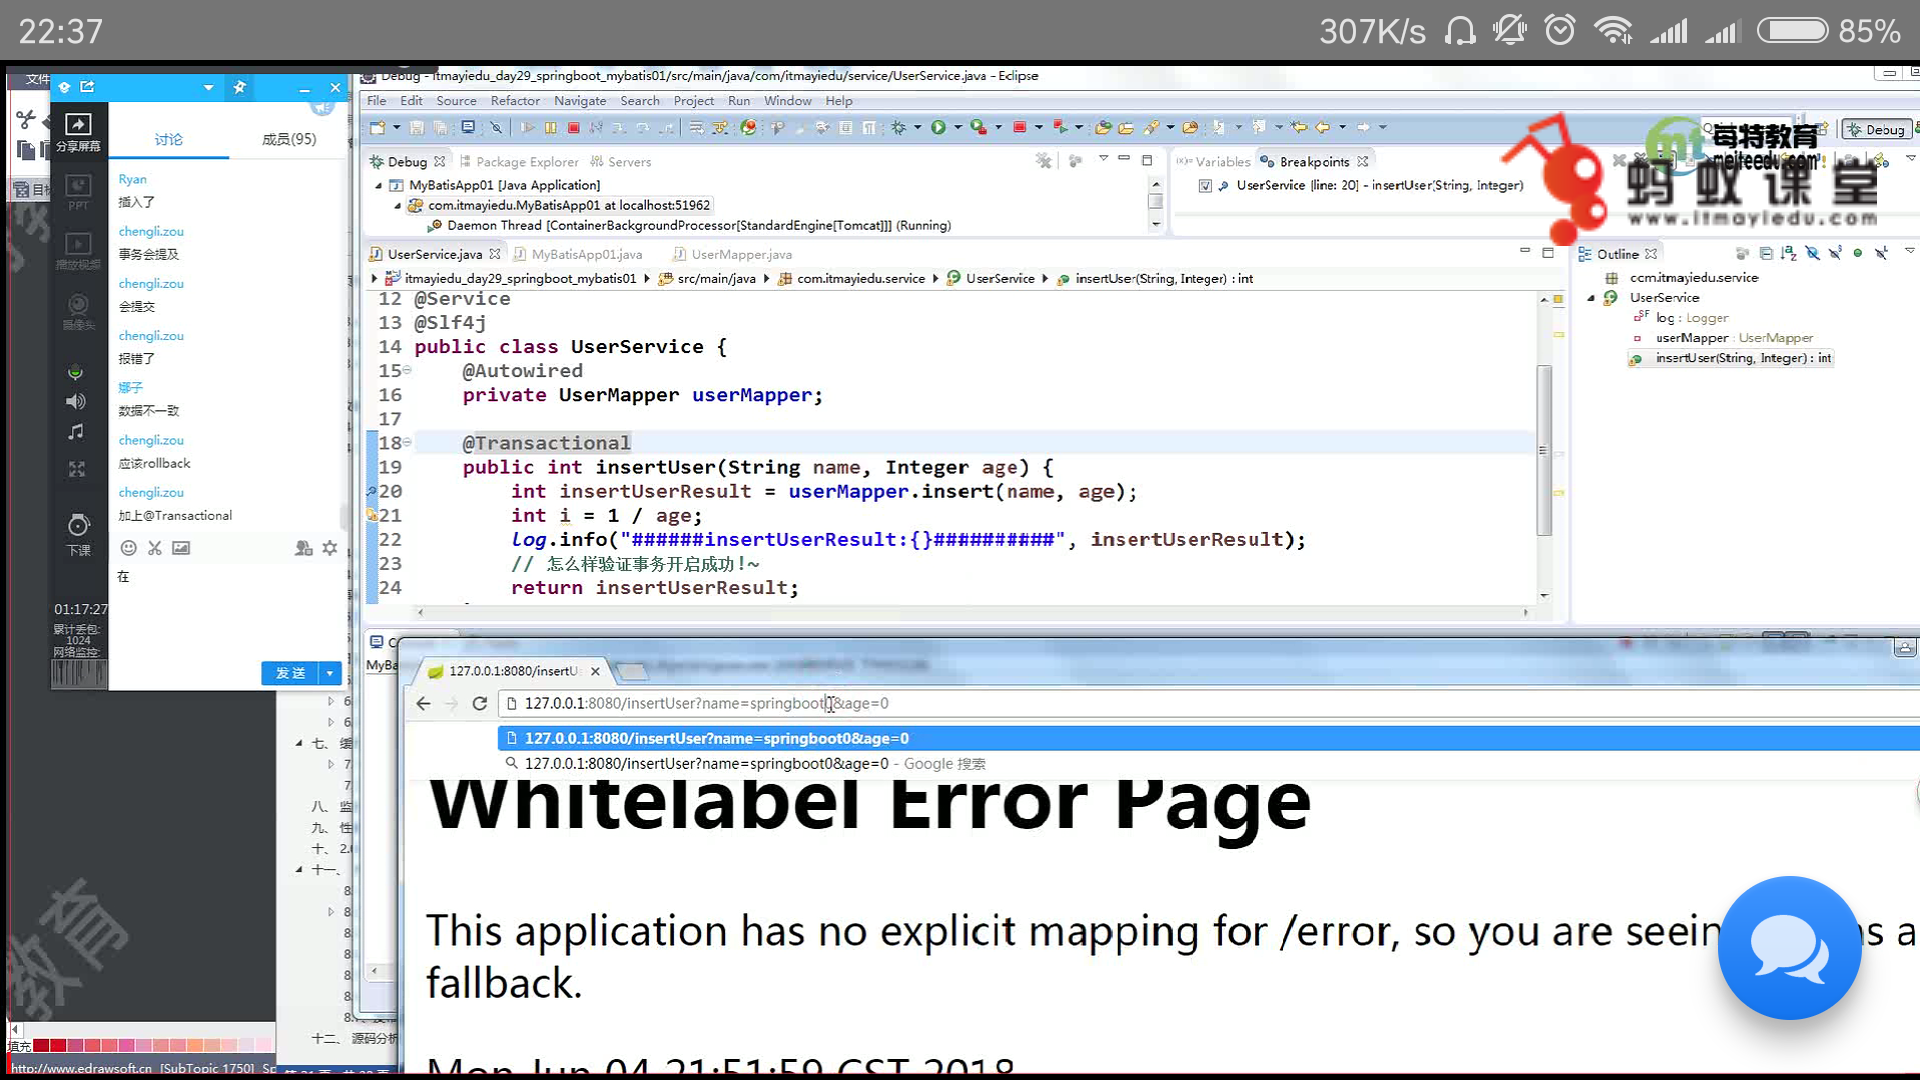 22:37
307K/s
85%
文件
Debug - itmayiedu_day29_springboot_mybatis01/src/main/java/com/itmayiedu/service/UserService.java - Eclipse
File Edit Source Refactor Navigate Search Project Run Window Help
分享屏幕
PPT
播放视频
摄像头
下课
01:17:27
累计丢包:
1024
网络监控:
讨论
成员(95)
Ryan
插入了
chengli.zou
事务会提及
chengli.zou
会提交
chengli.zou
报错了
娜子
数据不一致
chengli.zou
应该rollback
chengli.zou
加上@Transactional
在
发送
Debug
Package Explorer
Servers
MyBatisApp01 [Java Application]
com.itmayiedu.MyBatisApp01 at localhost:51962
Daemon Thread [ContainerBackgroundProcessor[StandardEngine[Tomcat]]] (Running)
Variables
Breakpoints
UserService [line: 20] - insertUser(String, Integer)
Debug
每特教育
meiteedu.com
蚂蚁课堂
www.itmayiedu.com
UserService.java
MyBatisApp01.java
UserMapper.java
itmayiedu_day29_springboot_mybatis01
src/main/java
com.itmayiedu.service
UserService
insertUser(String, Integer) : int
12 @Service
13 @Slf4j
14 public class UserService {
15 @Autowired
16 private UserMapper userMapper;
17
18 @Transactional
19 public int insertUser(String name, Integer age) {
20 int insertUserResult = userMapper.insert(name, age);
21 int i = 1 / age;
22 log.info("######insertUserResult:{}##########", insertUserResult);
23 // 怎么样验证事务开启成功!~
24 return insertUserResult;
Outline
com.itmayiedu.service
UserService
log : Logger
userMapper : UserMapper
insertUser(String, Integer) : int
127.0.0.1:8080/insertU
127.0.0.1:8080/insertUser?name=springboot0&age=0
127.0.0.1:8080/insertUser?name=springboot0&age=0
127.0.0.1:8080/insertUser?name=springboot0&age=0 - Google 搜索
Whitelabel Error Page
This application has no explicit mapping for /error, so you are seein
fallback.
Mon Jun 04 21:51:59 CST 2018
七、
八、
九、
十、 2.
十一、
十二、 源码分析
教育
填充
http://www.edrawsoft.cn [SubTopic 1750]